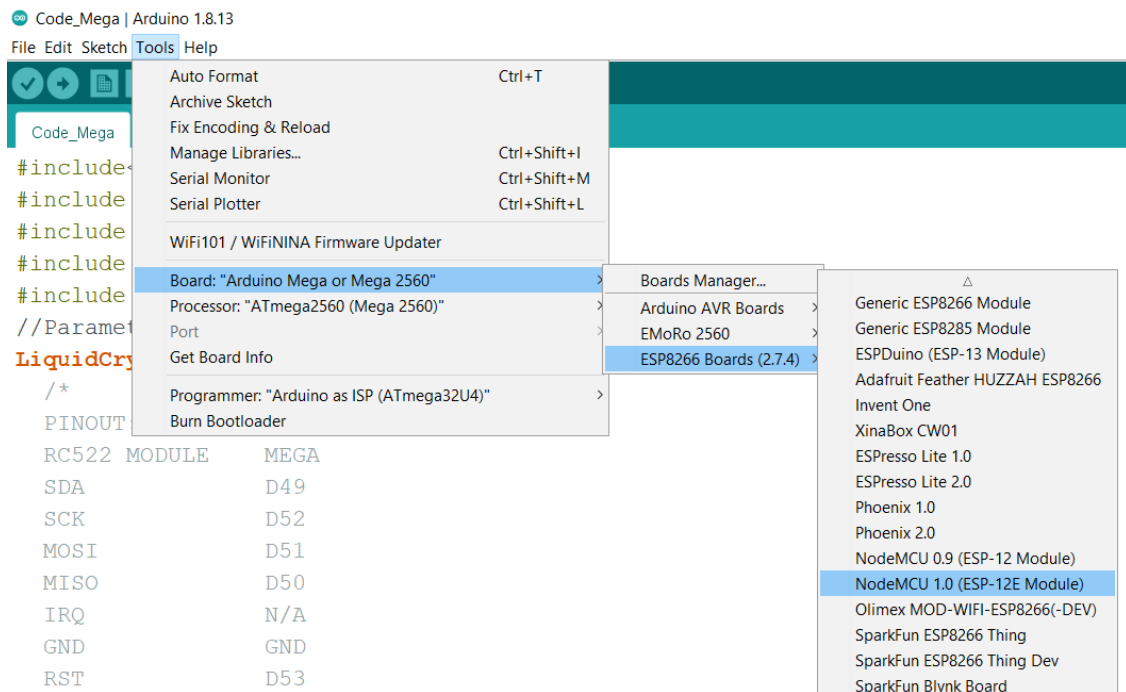 Code_Mega | Arduino 1.8.13
File Edit Sketch Tools Help
Code_Mega
#include<
#include
#include
#include
#include
//Paramet
LiquidCry
/*
PINOUT:
RC522 MODULE MEGA
SDA D49
SCK D52
MOSI D51
MISO D50
IRQ N/A
GND GND
RST D53
Auto Format Ctrl+T
Archive Sketch
Fix Encoding & Reload
Manage Libraries... Ctrl+Shift+I
Serial Monitor Ctrl+Shift+M
Serial Plotter Ctrl+Shift+L
WiFi101 / WiFiNINA Firmware Updater
Board: "Arduino Mega or Mega 2560"
Processor: "ATmega2560 (Mega 2560)"
Port
Get Board Info
Programmer: "Arduino as ISP (ATmega32U4)"
Burn Bootloader
Boards Manager...
Arduino AVR Boards
EMoRo 2560
ESP8266 Boards (2.7.4)
Generic ESP8266 Module
Generic ESP8285 Module
ESPDuino (ESP-13 Module)
Adafruit Feather HUZZAH ESP8266
Invent One
XinaBox CW01
ESPresso Lite 1.0
ESPresso Lite 2.0
Phoenix 1.0
Phoenix 2.0
NodeMCU 0.9 (ESP-12 Module)
NodeMCU 1.0 (ESP-12E Module)
Olimex MOD-WIFI-ESP8266(-DEV)
SparkFun ESP8266 Thing
SparkFun ESP8266 Thing Dev
SparkFun Blynk Board